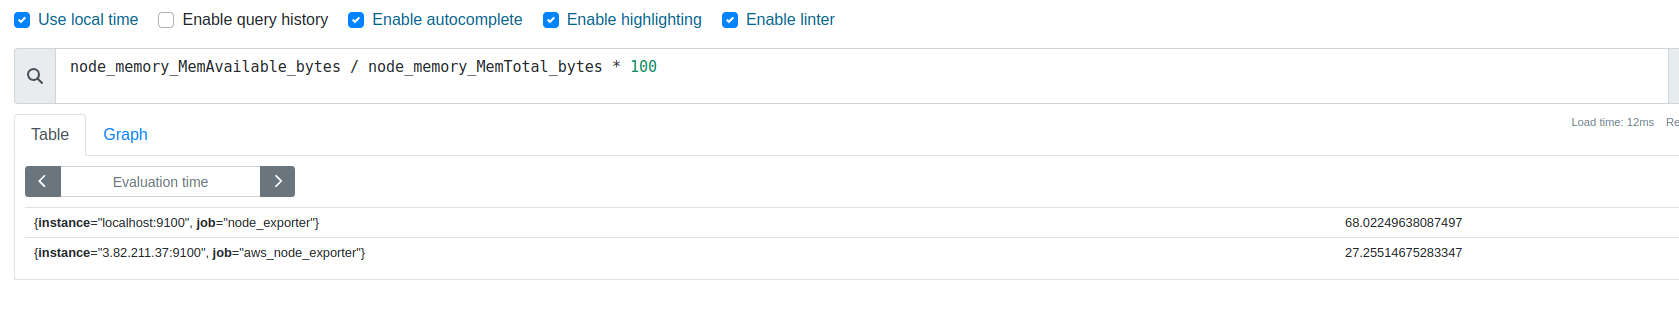 Use local time Enable query history Enable autocomplete Enable highlighting Enable linter
node_memory_MemAvailable_bytes / node_memory_MemTotal_bytes * 100
Table Graph Load time: 12ms Re
Evaluation time
{instance="localhost:9100", job="node_exporter"} 68.02249638087497
{instance="3.82.211.37:9100", job="aws_node_exporter"} 27.25514675283347